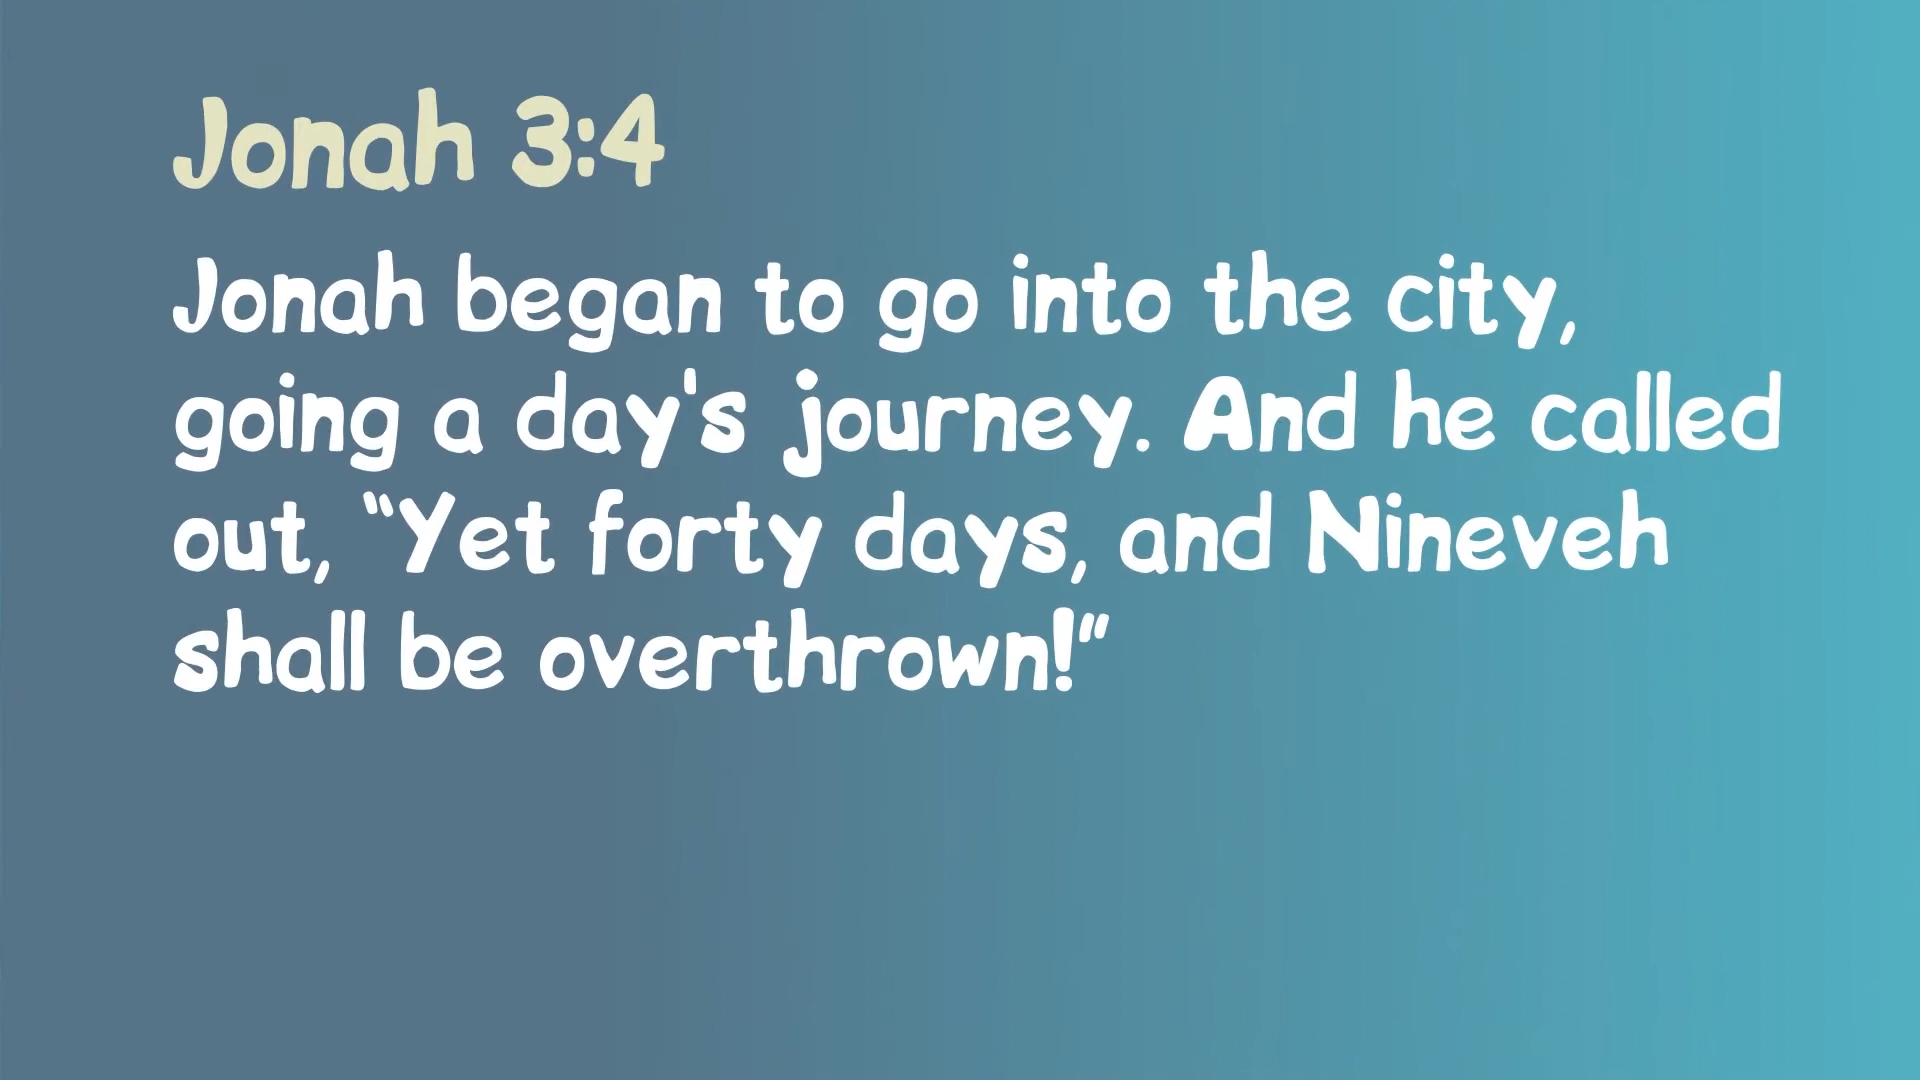 Jonah 3:4
Jonah began to go into the city,
going a day's journey. And he called
out, “Yet forty days, and Nineveh
shall be overthrown!”